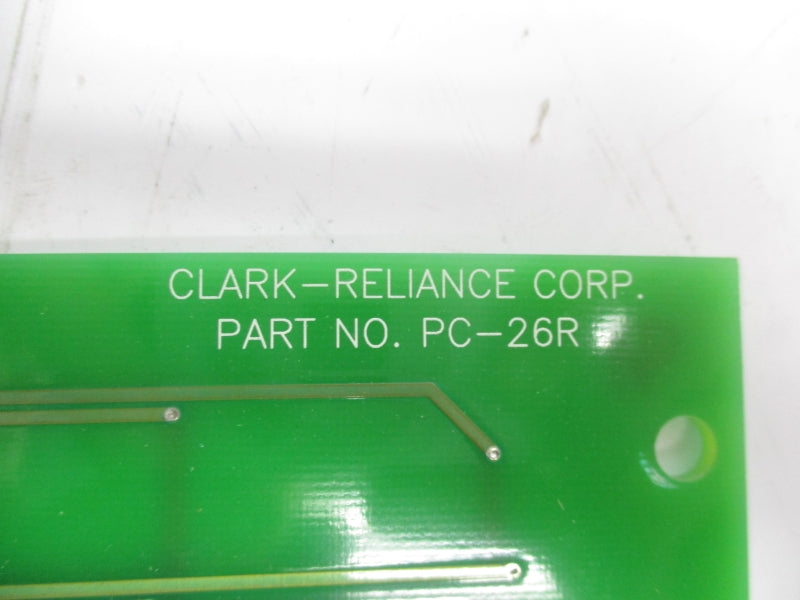 CLARK-RELIANCE CORP.
PART NO. PC-26R